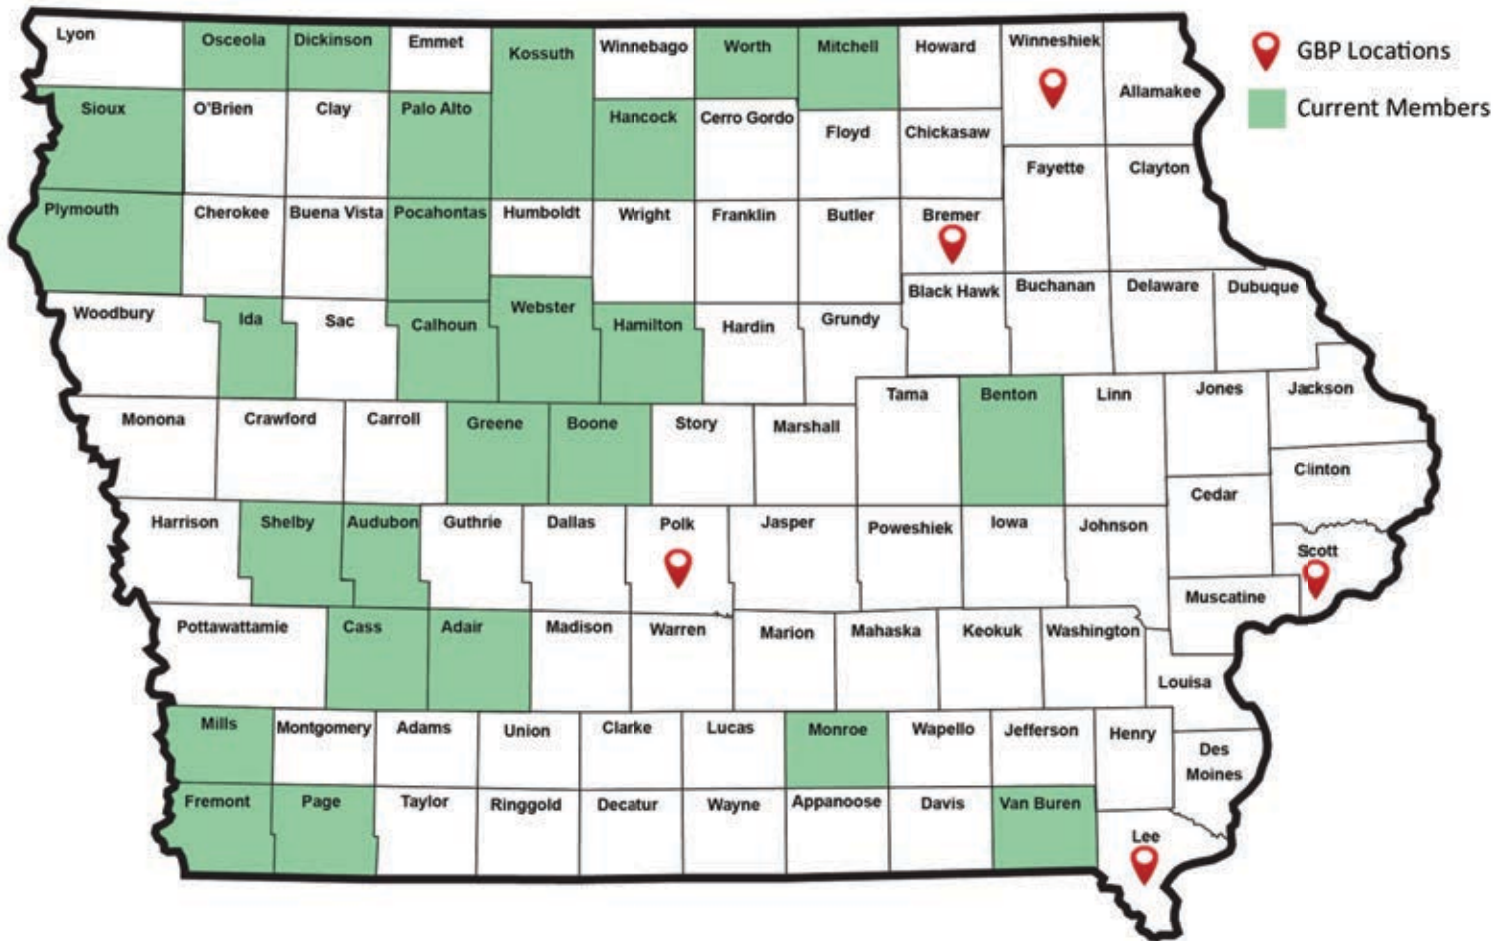 Lyon
Osceola
Dickinson
Emmet
Kossuth
Winnebago
Worth
Mitchell
Howard
Winneshiek
Allamakee
GBP Locations
Current Members
Sioux
O'Brien
Clay
Palo Alto
Hancock
Cerro Gordo
Floyd
Chickasaw
Fayette
Clayton
Plymouth
Cherokee
Buena Vista
Pocahontas
Humboldt
Wright
Franklin
Butler
Bremer
Woodbury
Ida
Sac
Calhoun
Webster
Hamilton
Hardin
Grundy
Black Hawk
Buchanan
Delaware
Dubuque
Monona
Crawford
Carroll
Greene
Boone
Story
Marshall
Tama
Benton
Linn
Jones
Jackson
Clinton
Cedar
Harrison
Shelby
Audubon
Guthrie
Dallas
Polk
Jasper
Poweshiek
Iowa
Johnson
Scott
Muscatine
Pottawattamie
Cass
Adair
Madison
Warren
Marion
Mahaska
Keokuk
Washington
Louisa
Mills
Montgomery
Adams
Union
Clarke
Lucas
Monroe
Wapello
Jefferson
Henry
Des
Moines
Fremont
Page
Taylor
Ringgold
Decatur
Wayne
Appanoose
Davis
Van Buren
Lee